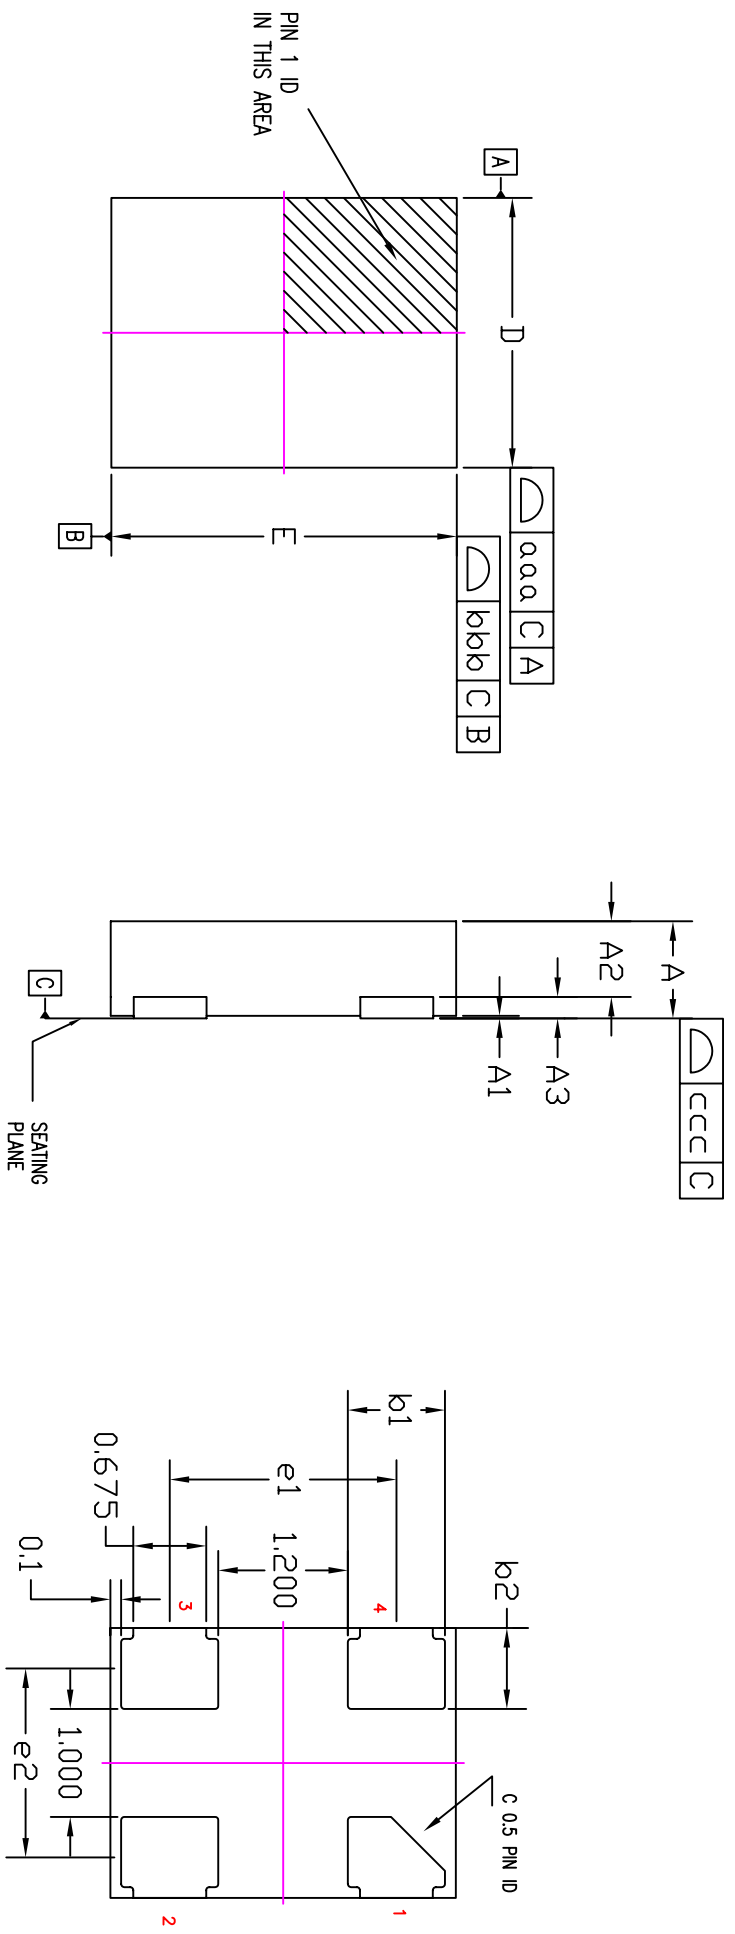 PIN 1 ID
IN THIS AREA
A
D
aaa C A
E
bbb C B
B
A
A2
ccc C
A3
A1
C
SEATING
PLANE
b1
b2
e1
0.675
1.200
0.1
3
4
1.000
e2
C 0.5 PIN ID
2
1